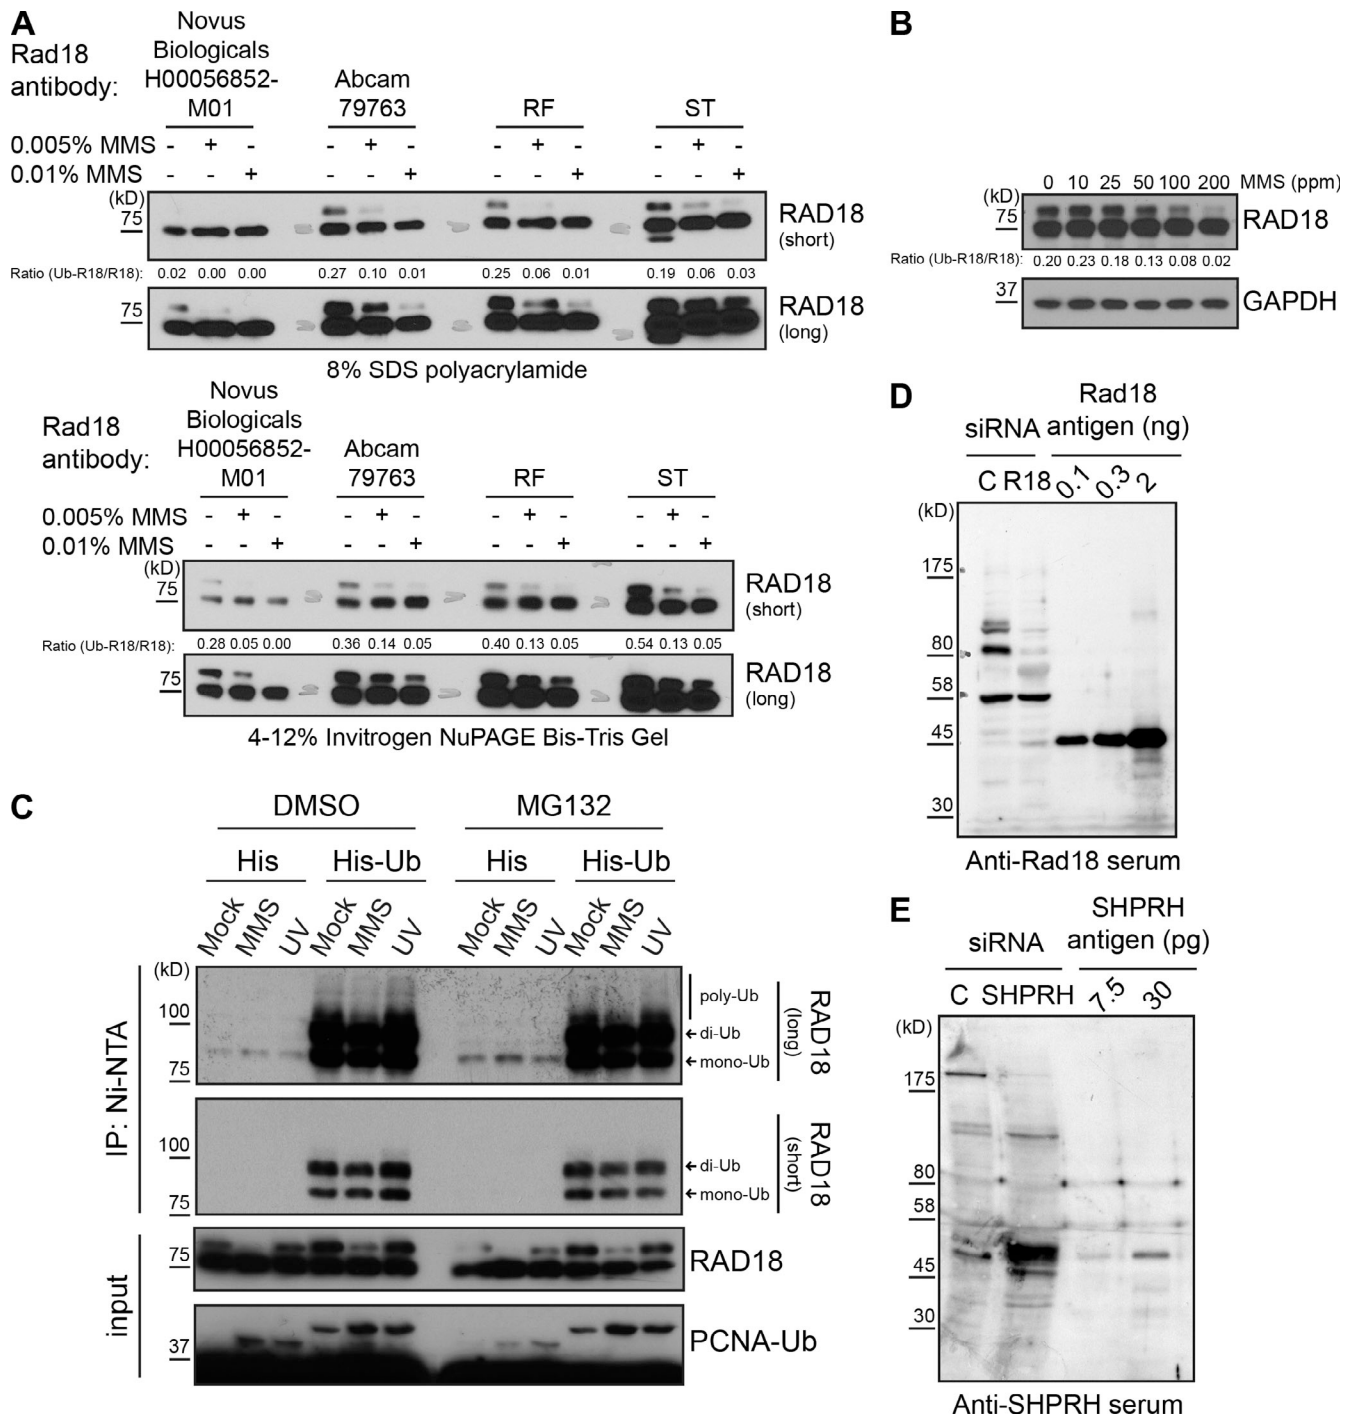 A
Novus
Biologicals
H00056852-
M01
Rad18
antibody:
Abcam
79763
RF
ST
0.005% MMS - + - - + - - + - - + -
0.01% MMS - - + - - + - - + - - +
(kD)
75
RAD18
(short)
Ratio (Ub-R18/R18): 0.02 0.00 0.00 0.27 0.10 0.01 0.25 0.06 0.01 0.19 0.06 0.03
75
RAD18
(long)
8% SDS polyacrylamide
Novus
Biologicals
H00056852-
M01
Rad18
antibody:
Abcam
79763
RF
ST
0.005% MMS - + - - + - - + - - + -
0.01% MMS - - + - - + - - + - - +
(kD)
75
RAD18
(short)
Ratio (Ub-R18/R18): 0.28 0.05 0.00 0.36 0.14 0.05 0.40 0.13 0.05 0.54 0.13 0.05
75
RAD18
(long)
4-12% Invitrogen NuPAGE Bis-Tris Gel
B
0 10 25 50 100 200 MMS (ppm)
(kD)
75
RAD18
Ratio (Ub-R18/R18): 0.20 0.23 0.18 0.13 0.08 0.02
37
GAPDH
C
DMSO MG132
His His-Ub His His-Ub
Mock MMS UV Mock MMS UV Mock MMS UV Mock MMS UV
(kD)
IP: Ni-NTA
100
75
poly-Ub
di-Ub
mono-Ub
RAD18
(long)
100
75
di-Ub
mono-Ub
RAD18
(short)
input
75
RAD18
37
PCNA-Ub
D
Rad18
siRNA antigen (ng)
C R18 0.1 0.3 2
(kD)
175
80
58
45
30
Anti-Rad18 serum
E
SHPRH
siRNA antigen (pg)
C SHPRH 7.5 30
(kD)
175
80
58
45
30
Anti-SHPRH serum